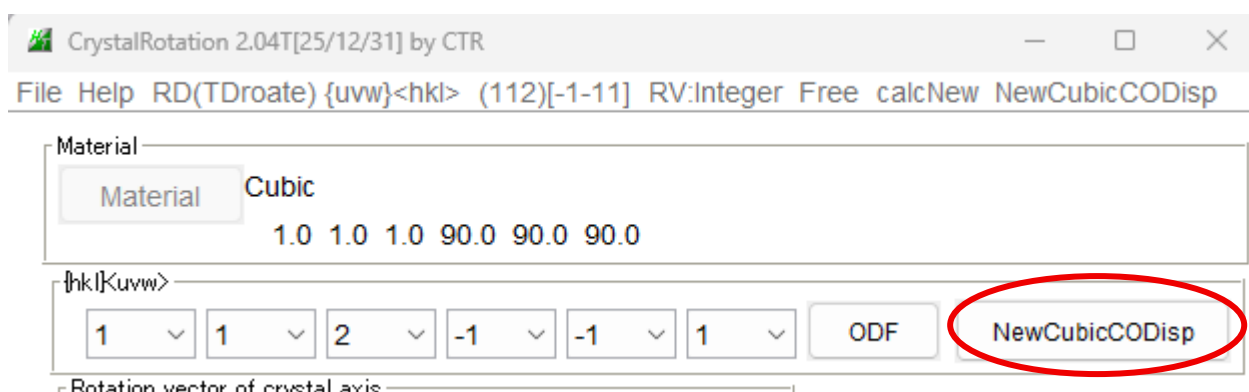 CrystalRotation 2.04T[25/12/31] by CTR
File Help RD(TDroate) {uvw}<hkl> (112)[-1-11] RV:Integer Free calcNew NewCubicCODisp
Material
Material Cubic
1.0 1.0 1.0 90.0 90.0 90.0
{hkl}<uvw>
1 1 2 -1 -1 1 ODF NewCubicCODisp
Rotation vector of crystal axis